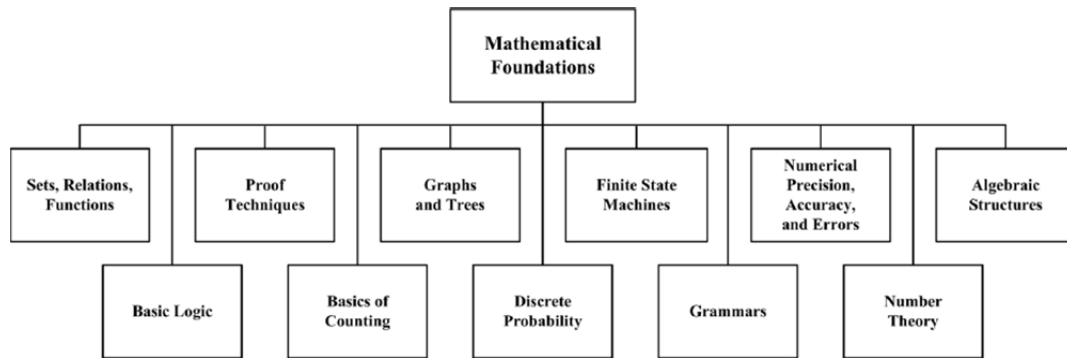 Mathematical
Foundations
Sets, Relations,
Functions
Proof
Techniques
Graphs
and Trees
Finite State
Machines
Numerical
Precision,
Accuracy,
and Errors
Algebraic
Structures
Basic Logic
Basics of
Counting
Discrete
Probability
Grammars
Number
Theory